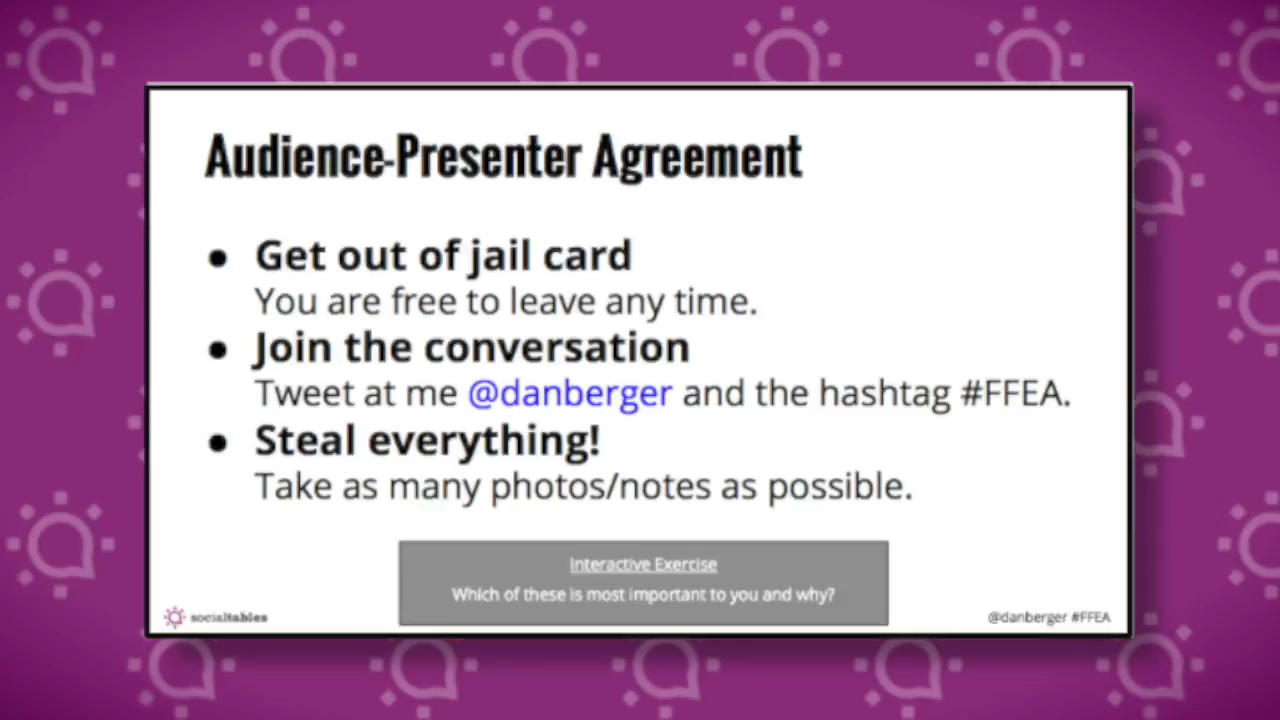 Audience-Presenter Agreement
● Get out of jail card
You are free to leave any time.
● Join the conversation
Tweet at me @danberger and the hashtag #FFEA.
● Steal everything!
Take as many photos/notes as possible.
Interactive Exercise
Which of these is most important to you and why?
socialtables
@danberger #FFEA